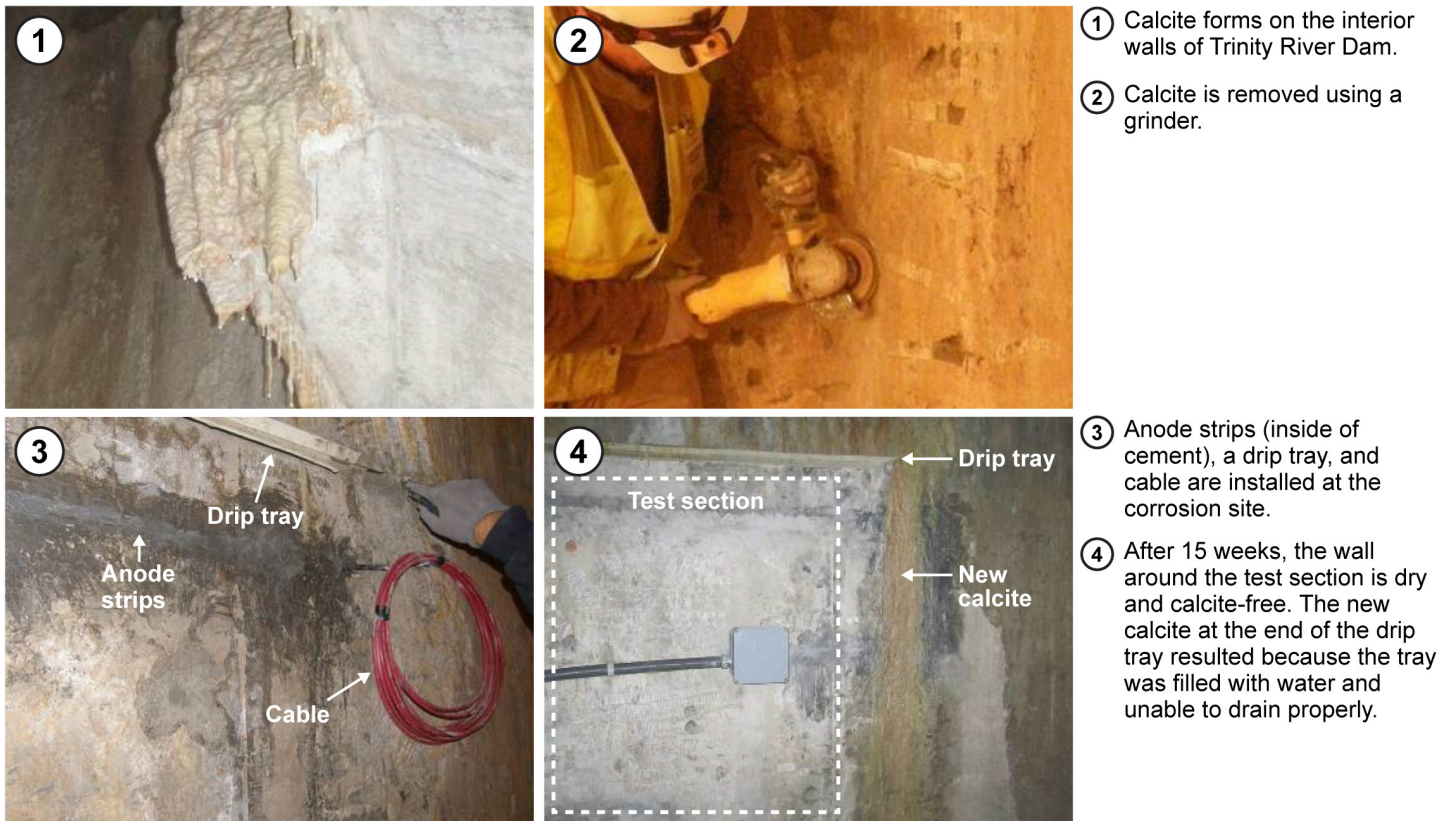 1
2
① Calcite forms on the interior
walls of Trinity River Dam.
② Calcite is removed using a
grinder.
3
Drip tray
Anode
strips
Cable
4
Drip tray
Test section
New
calcite
③ Anode strips (inside of
cement), a drip tray, and
cable are installed at the
corrosion site.
④ After 15 weeks, the wall
around the test section is dry
and calcite-free. The new
calcite at the end of the drip
tray resulted because the tray
was filled with water and
unable to drain properly.